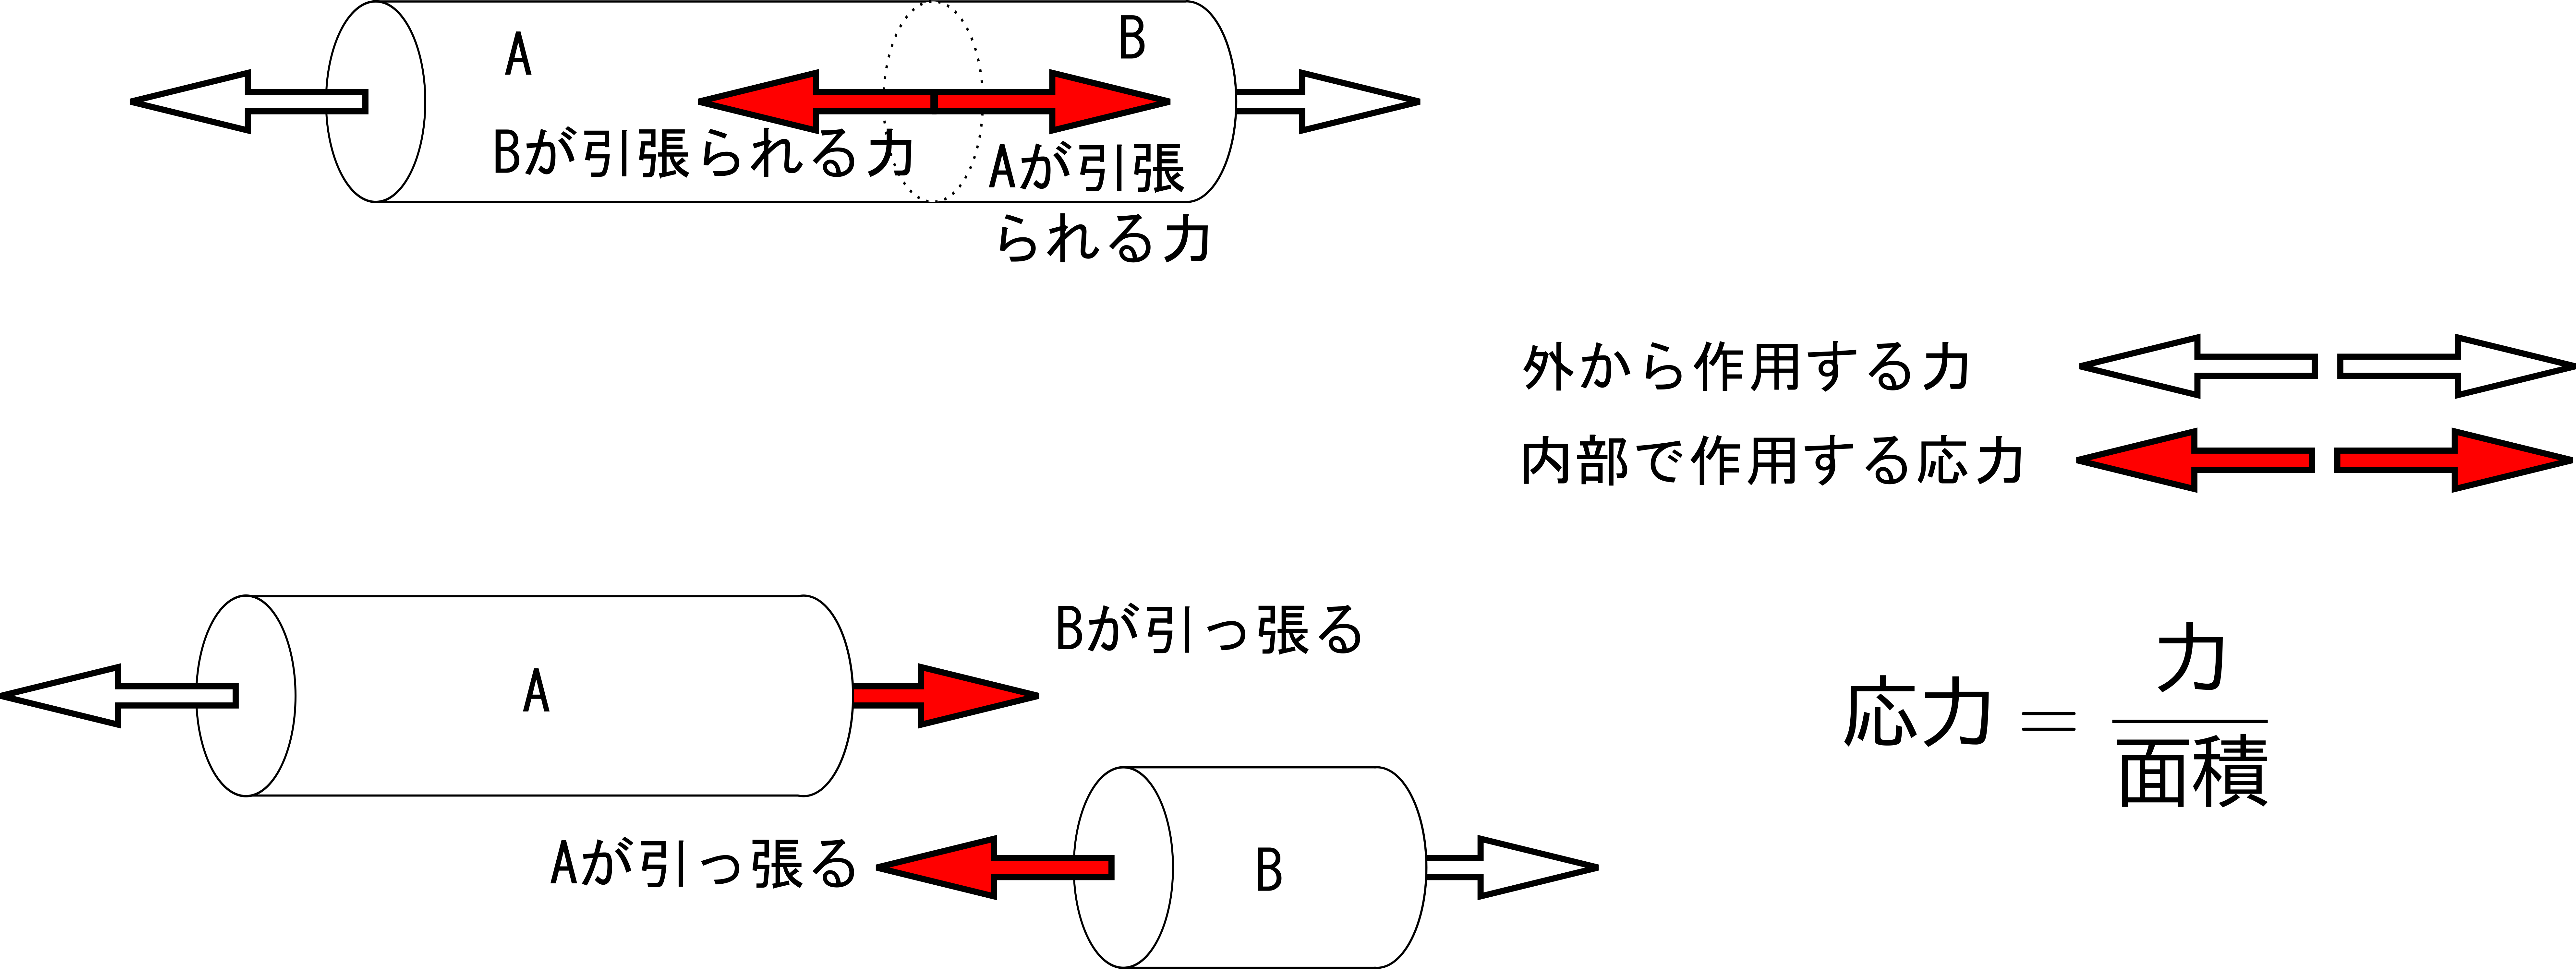 A
B
Bが引張られる力
Aが引張
られる力
外から作用する力
内部で作用する応力
Bが引っ張る
A
応力 = 力
面積
Aが引っ張る
B